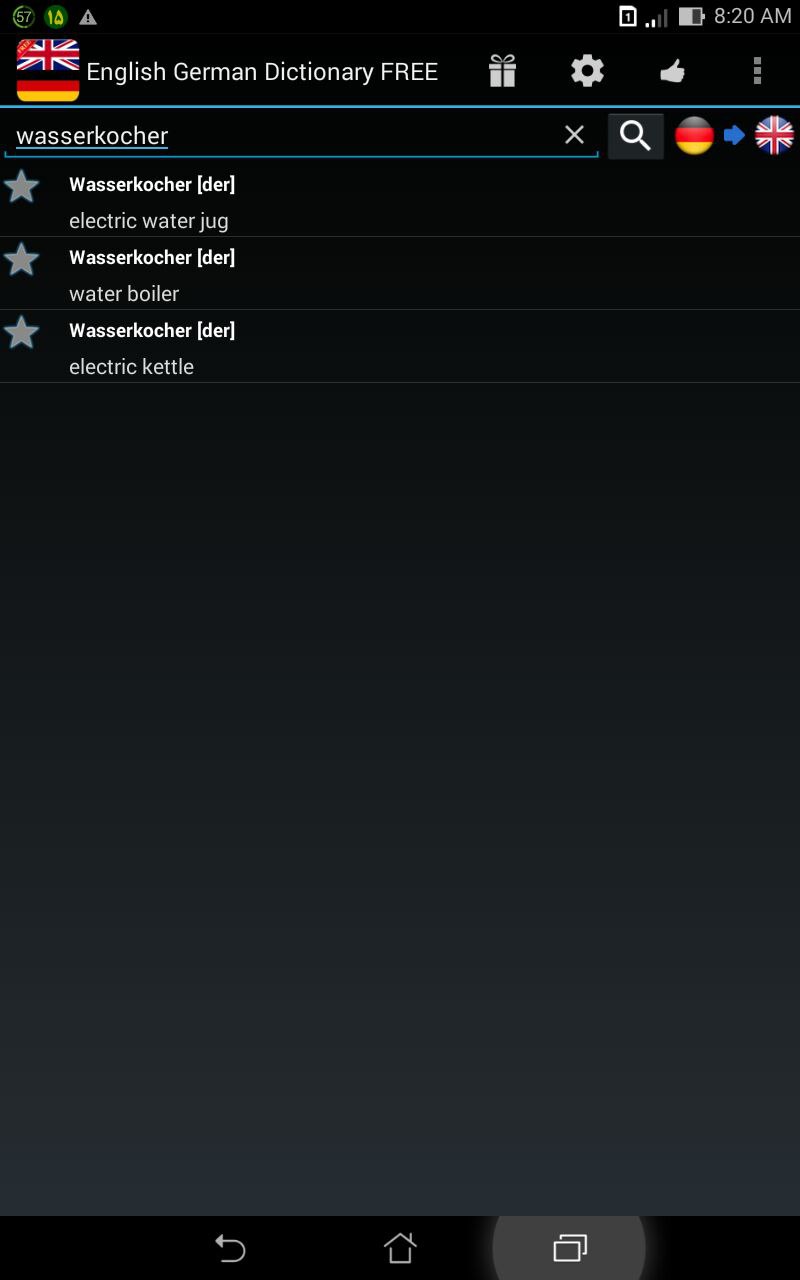 57
۱۵
1
8:20 AM
FREE
English German Dictionary FREE
wasserkocher
Wasserkocher [der]
electric water jug
Wasserkocher [der]
water boiler
Wasserkocher [der]
electric kettle